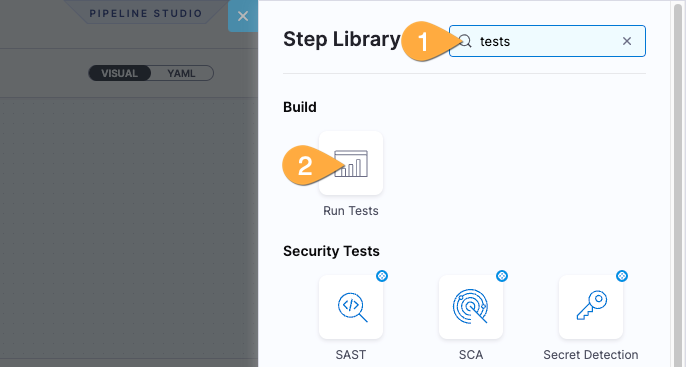 PIPELINE STUDIO
VISUAL
YAML
Step Library
1
tests
Build
2
Run Tests
Security Tests
SAST
SCA
Secret Detection